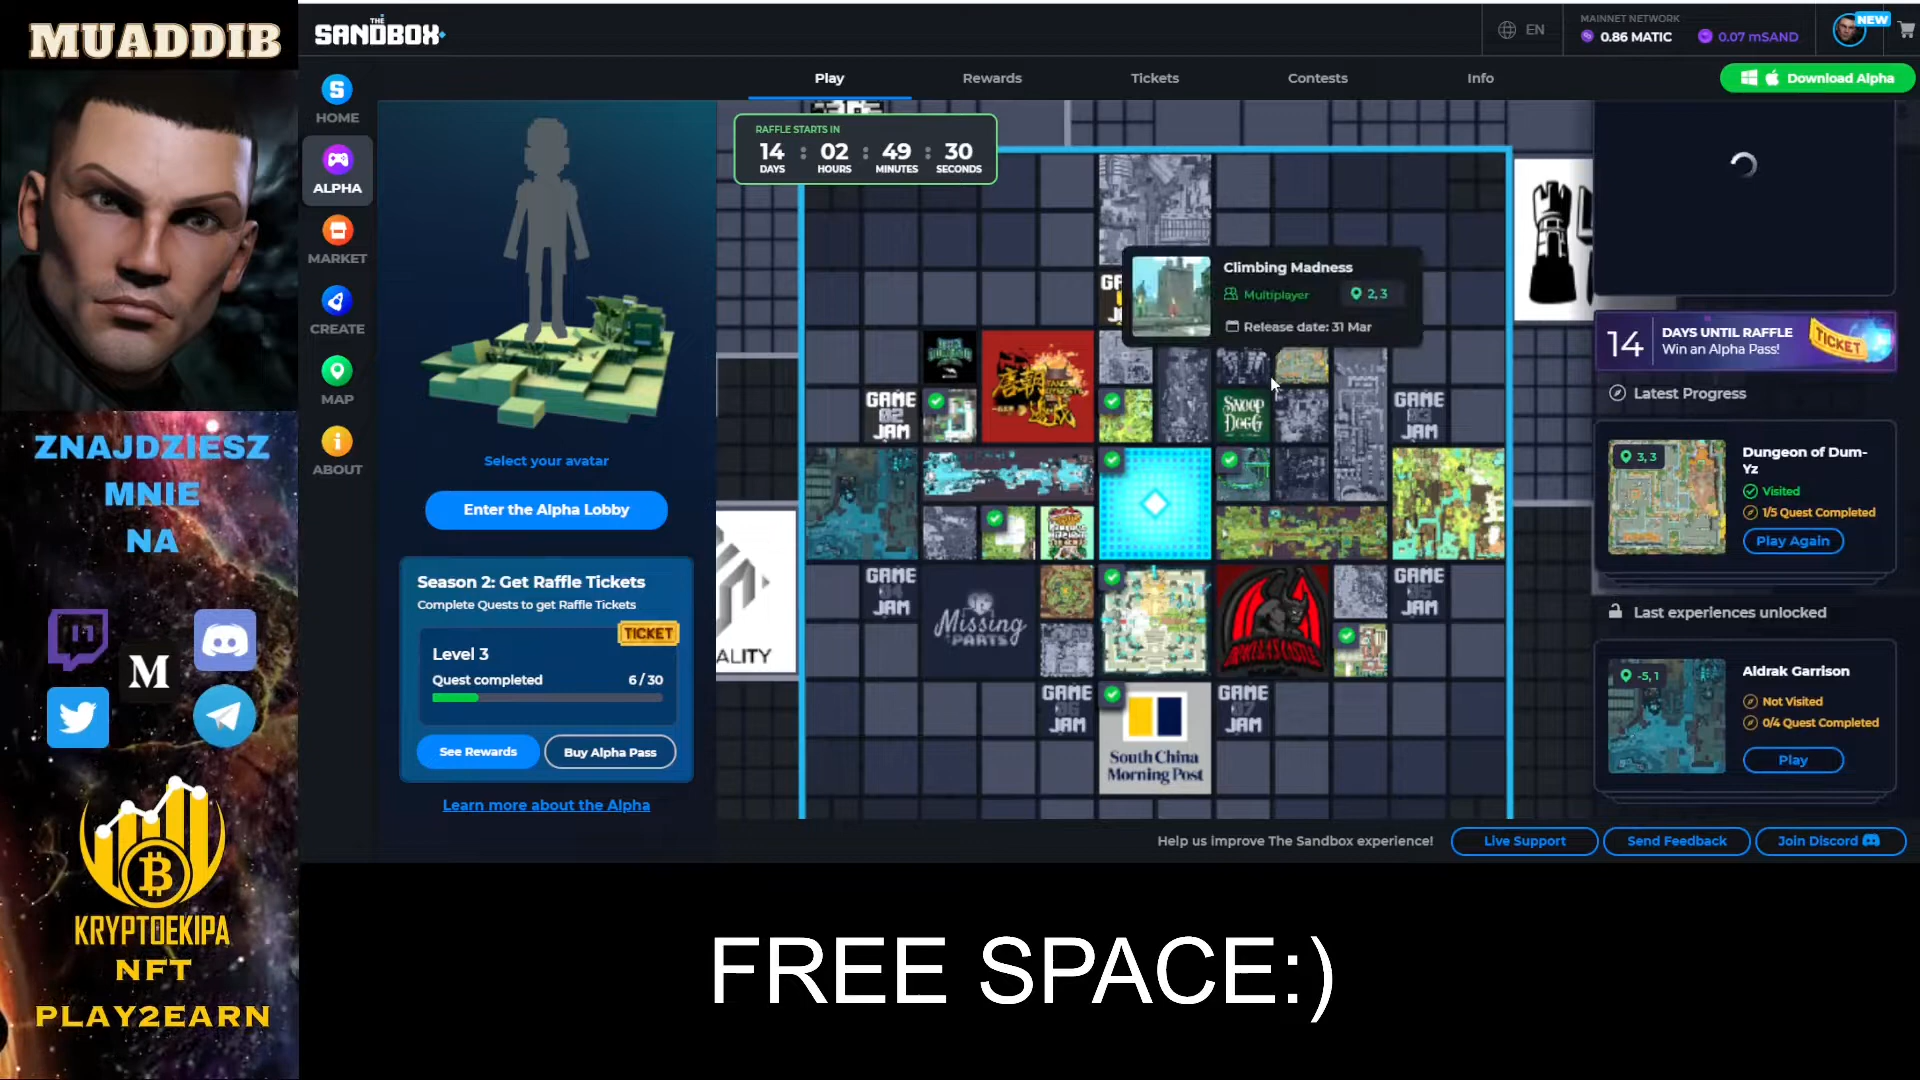 MUADDIB
ZNAJDZIESZ
MNIE
NA
M
KRYPTOEKIPA
NFT
PLAY2EARN
THE
SANDBOX
EN
MAINNET NETWORK
0.86 MATIC
0.07 mSAND
NEW
HOME
ALPHA
MARKET
CREATE
MAP
ABOUT
Play
Rewards
Tickets
Contests
Info
Download Alpha
Select your avatar
Enter the Alpha Lobby
Season 2: Get Raffle Tickets
Complete Quests to get Raffle Tickets
TICKET
Level 3
Quest completed
6 / 30
See Rewards
Buy Alpha Pass
Learn more about the Alpha
RAFFLE STARTS IN
14 : 02 : 49 : 30
DAYS HOURS MINUTES SECONDS
Climbing Madness
Multiplayer
2, 3
Release date: 31 Mar
GAME
02
JAM
SNOOP
DOGG
GAME
03
JAM
GAME
04
JAM
Missing
PARTS
GAME
05
JAM
ALITY
GAME
06
JAM
South China
Morning Post
GAME
07
JAM
14
DAYS UNTIL RAFFLE
Win an Alpha Pass!
TICKET
Latest Progress
3, 3
Dungeon of Dum-
Yz
Visited
1/5 Quest Completed
Play Again
Last experiences unlocked
-5, 1
Aldrak Garrison
Not Visited
0/4 Quest Completed
Play
Help us improve The Sandbox experience!
Live Support
Send Feedback
Join Discord
FREE SPACE:)